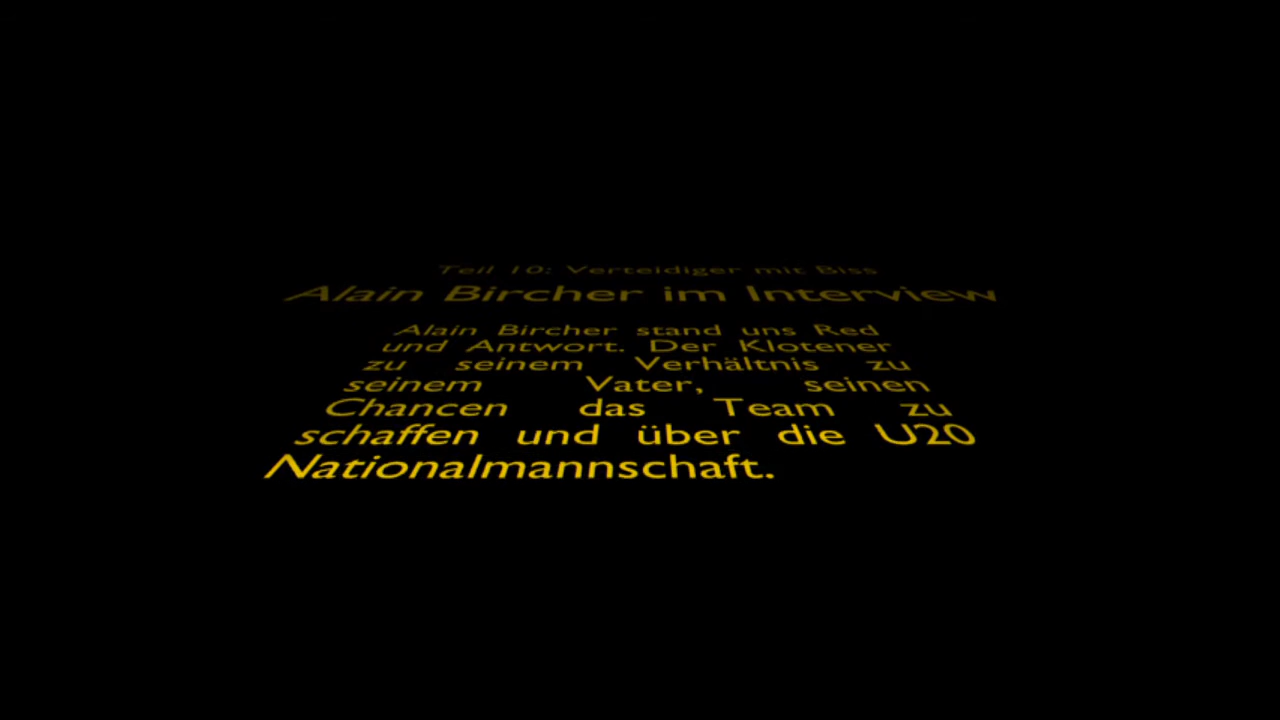 Teil 10: Verteidiger mit Biss
Alain Bircher im Interview
Alain Bircher stand uns Red
und Antwort. Der Klotener
zu seinem Verhältnis zu
seinem Vater, seinen
Chancen das Team zu
schaffen und über die U20
Nationalmannschaft.